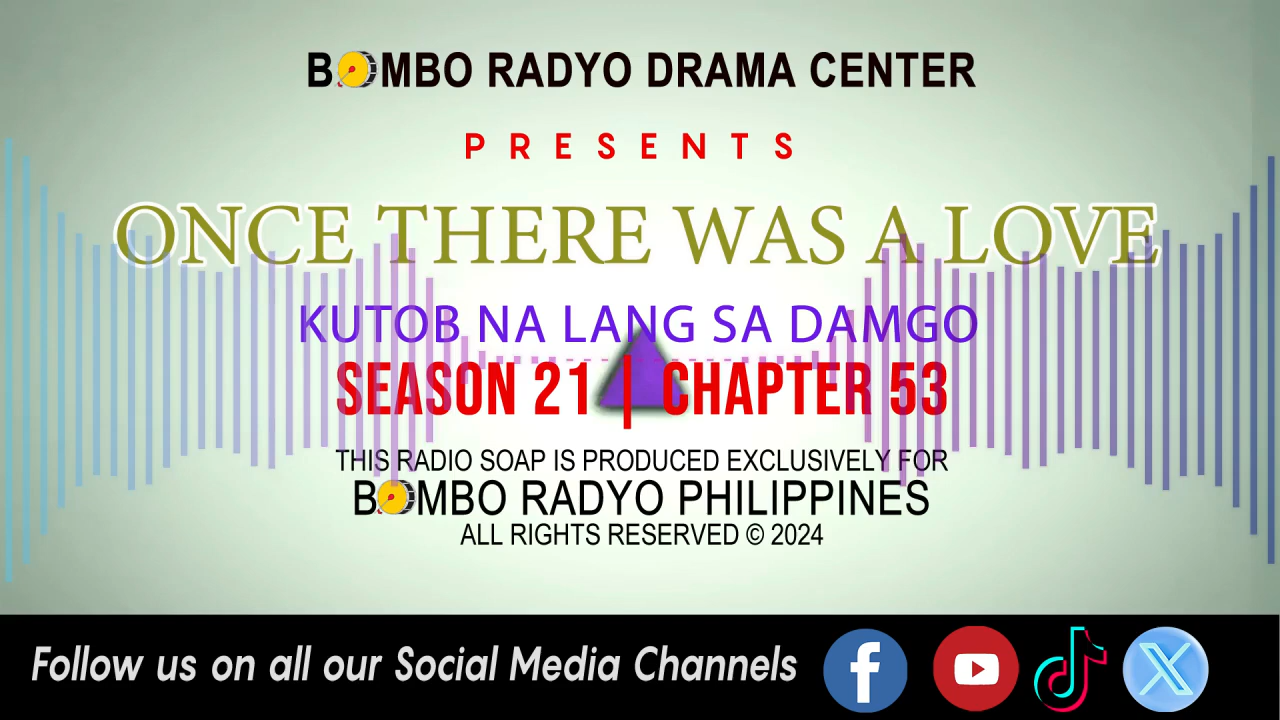 BOMBO RADYO DRAMA CENTER
PRESENTS
ONCE THERE WAS A LOVE
KUTOB NA LANG SA DAMGO
SEASON 21 | CHAPTER 53
THIS RADIO SOAP IS PRODUCED EXCLUSIVELY FOR
BOMBO RADYO PHILIPPINES
ALL RIGHTS RESERVED © 2024
Follow us on all our Social Media Channels